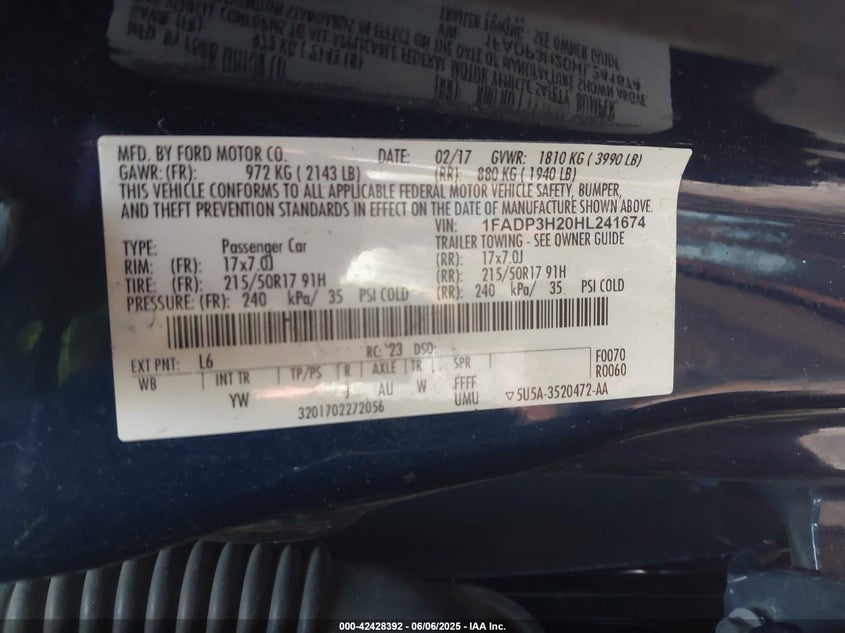 MFD. BY FORD MOTOR CO. DATE: 02/17 GVWR: 1810 KG ( 3990 LB)
GAWR: (FR): 972 KG ( 2143 LB) (RR): 880 KG ( 1940 LB)
THIS VEHICLE CONFORMS TO ALL APPLICABLE FEDERAL MOTOR VEHICLE SAFETY, BUMPER,
AND THEFT PREVENTION STANDARDS IN EFFECT ON THE DATE OF MANUFACTURE SHOWN ABOVE.
VIN: 1FADP3H20HL241674
TYPE: Passenger Car TRAILER TOWING - SEE OWNER GUIDE
RIM: (FR): 17x7.0J (RR): 17x7.0J
TIRE: (FR): 215/50R17 91H (RR): 215/50R17 91H
PRESSURE: (FR): 240 kPa/ 35 PSI COLD (RR): 240 kPa/ 35 PSI COLD
EXT PNT: L6 RC: 23 DSO: F0070
WB INT TR TP/PS R AXLE TR SPR R0060
YW J AU W FFFF
UMU ▽5U5A-3520472-AA
3201702272056
000-42428392 - 06/06/2025 - IAA Inc.